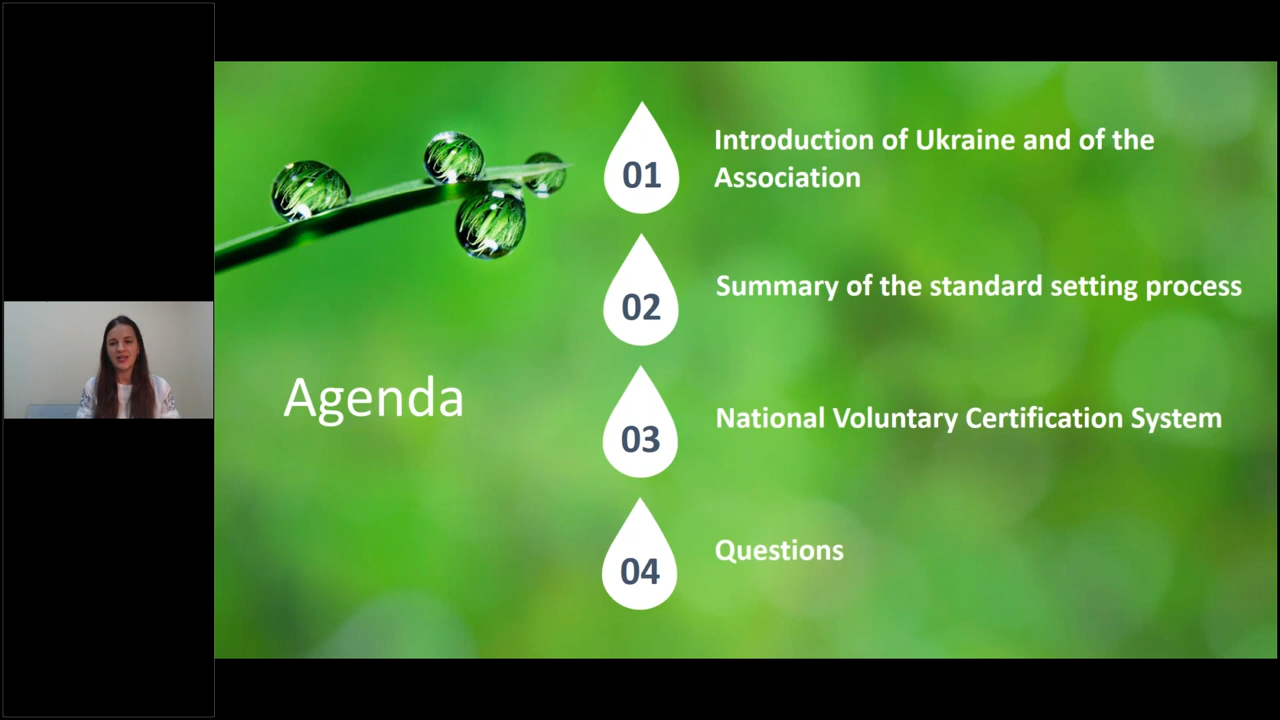 Agenda
01
Introduction of Ukraine and of the
Association
02
Summary of the standard setting process
03
National Voluntary Certification System
04
Questions